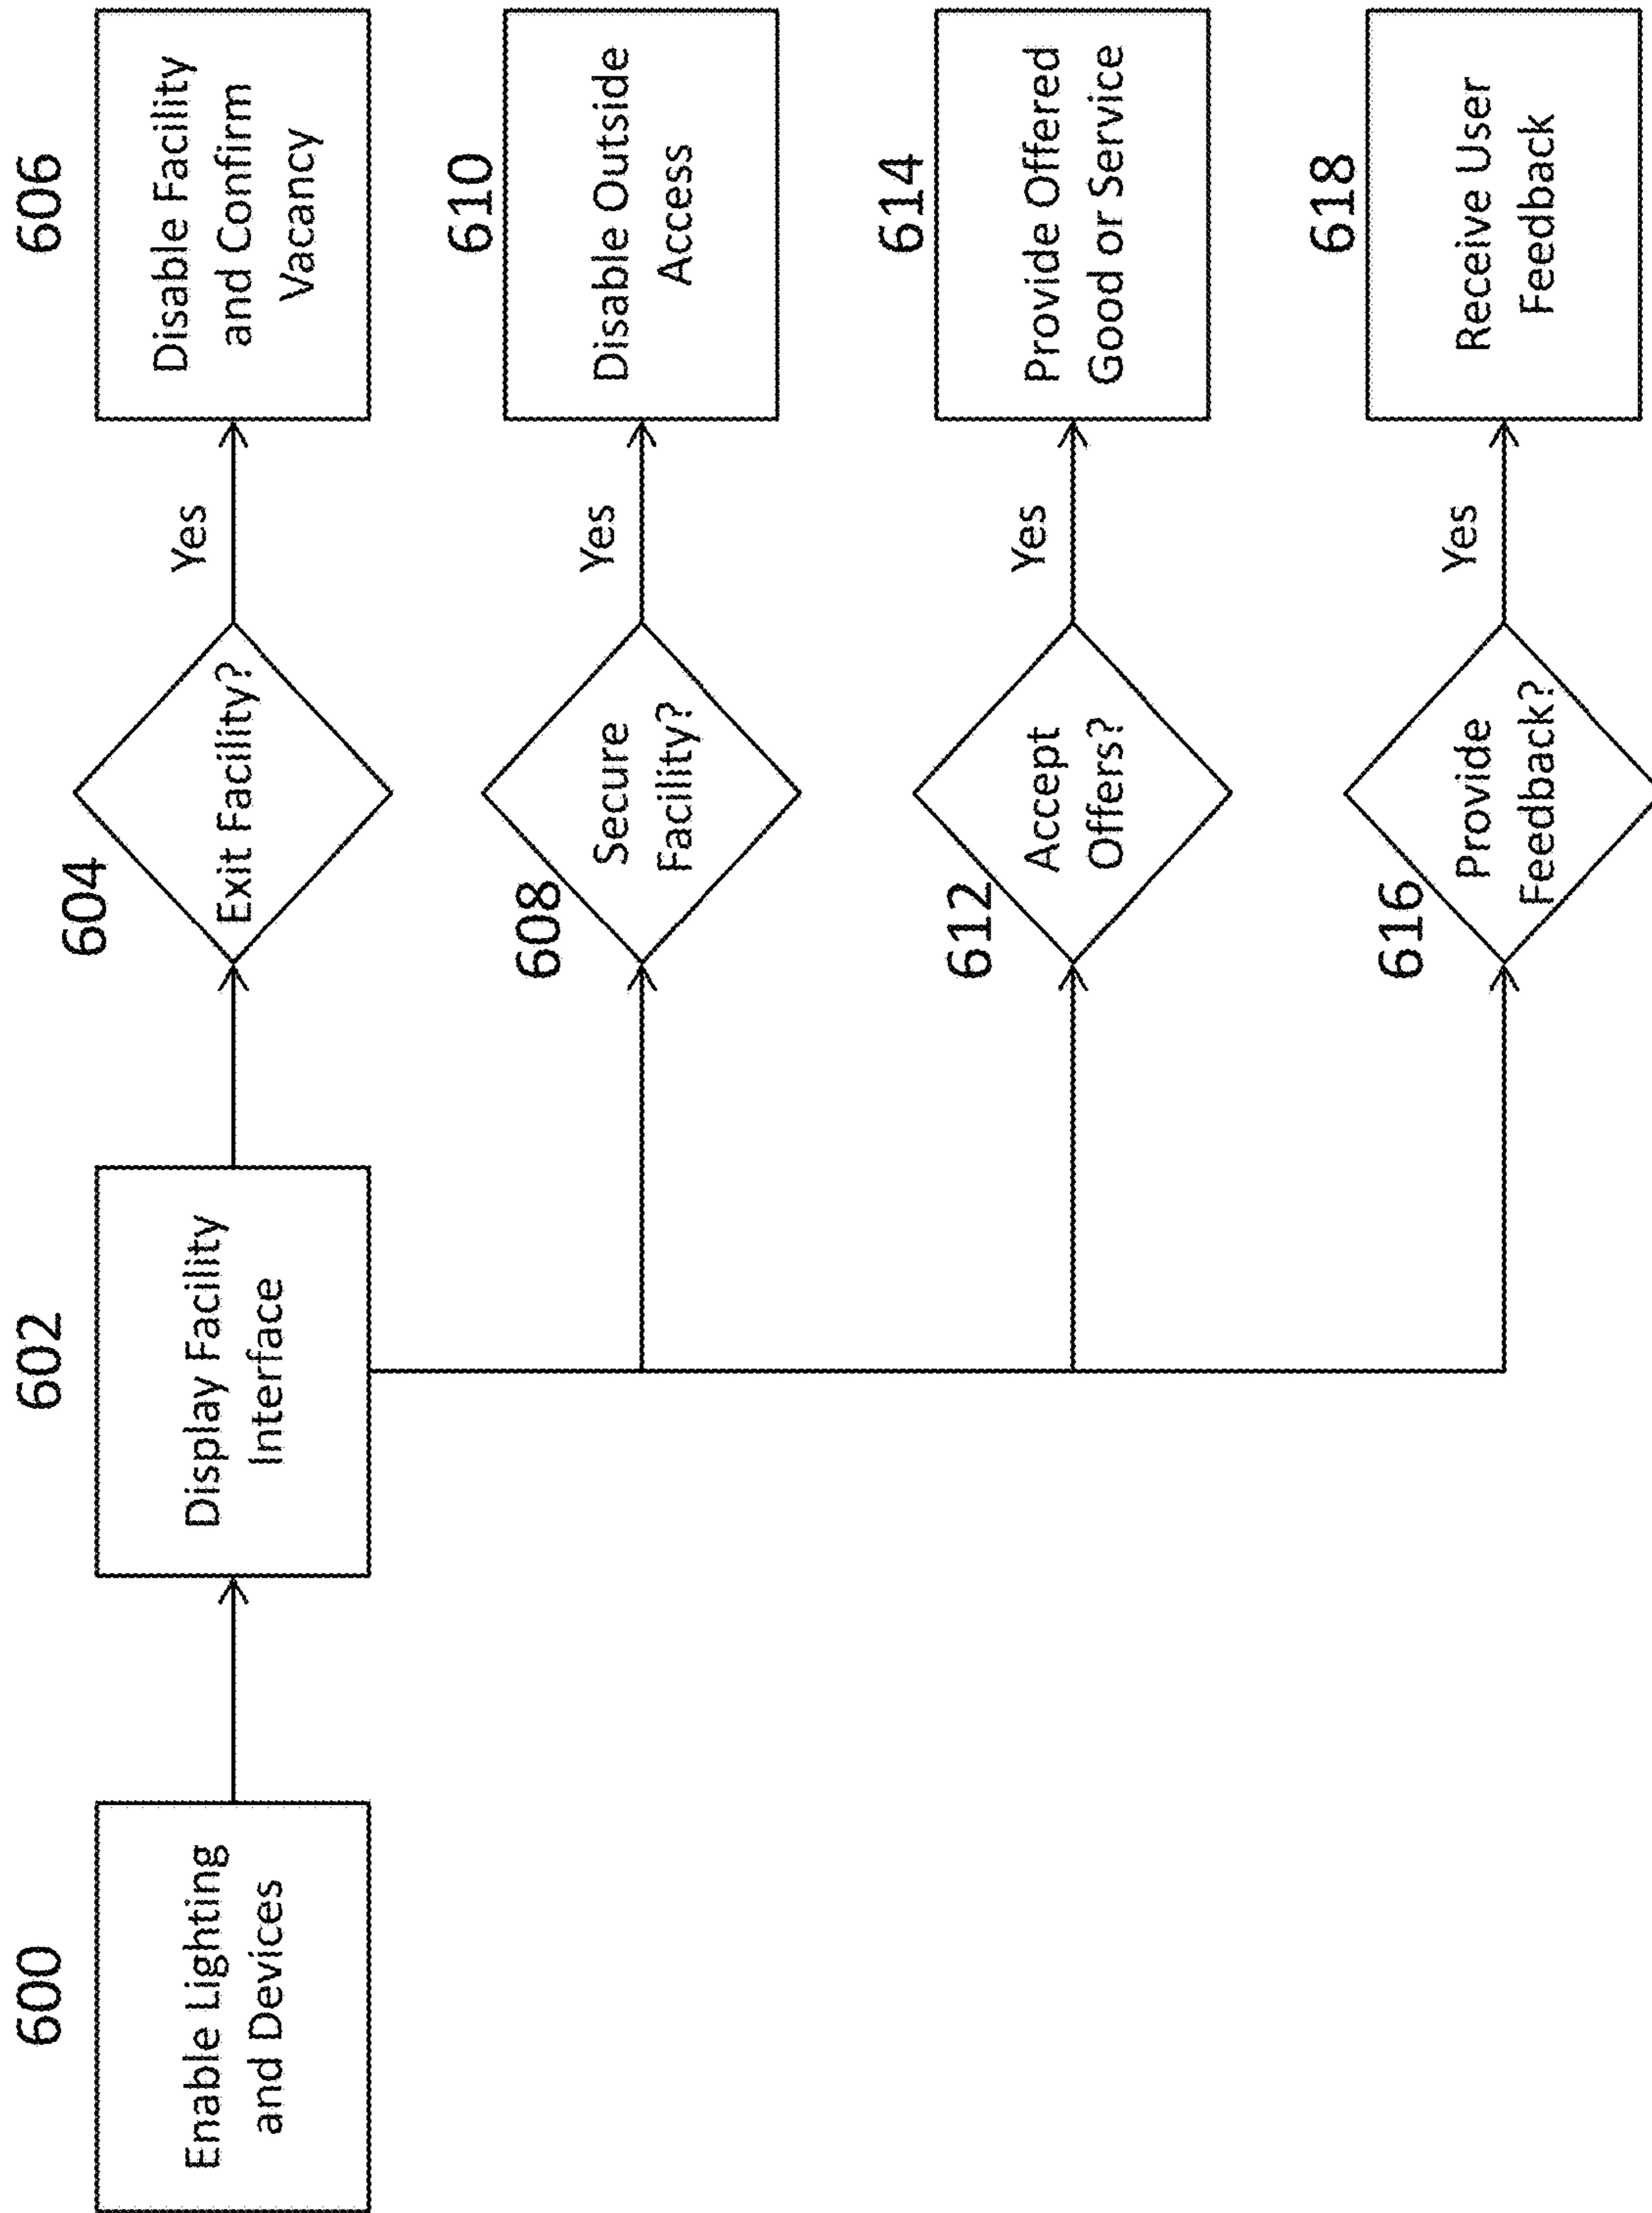 600
Enable Lighting
and Devices
602
Display Facility
Interface
604
Exit Facility?
Yes
606
Disable Facility
and Confirm
Vacancy
608
Secure
Facility?
Yes
610
Disable Outside
Access
612
Accept
Offers?
Yes
614
Provide Offered
Good or Service
616
Provide
Feedback?
Yes
618
Receive User
Feedback